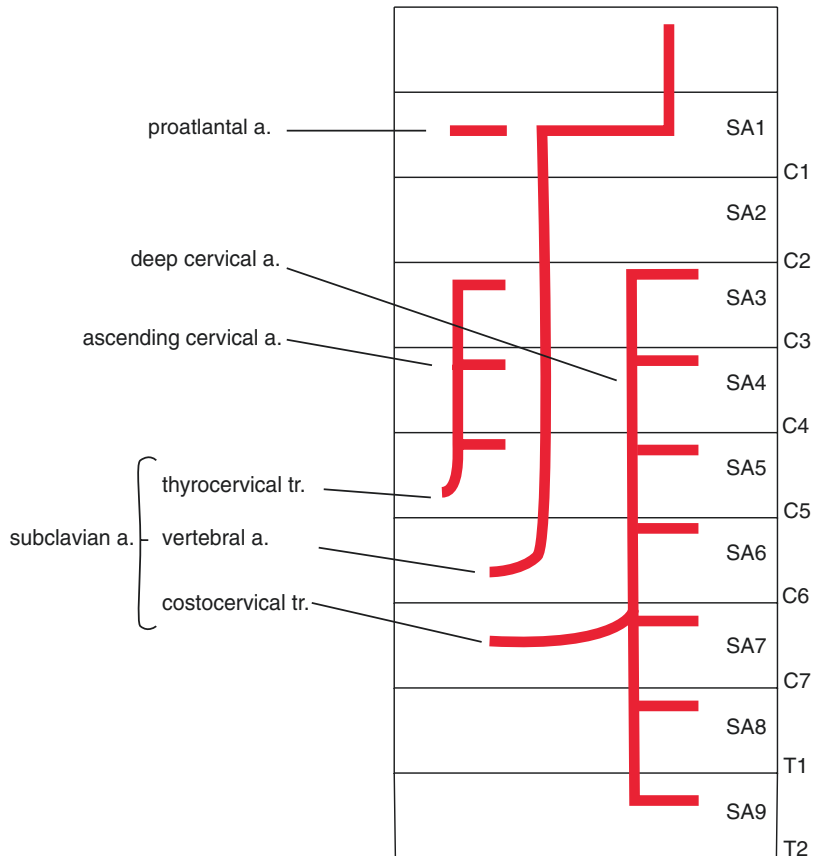 proatlantal a.
SA1
C1
SA2
deep cervical a.
C2
SA3
ascending cervical a.
C3
SA4
C4
SA5
thyrocervical tr.
C5
subclavian a.
vertebral a.
SA6
C6
costocervical tr.
SA7
C7
SA8
T1
SA9
T2